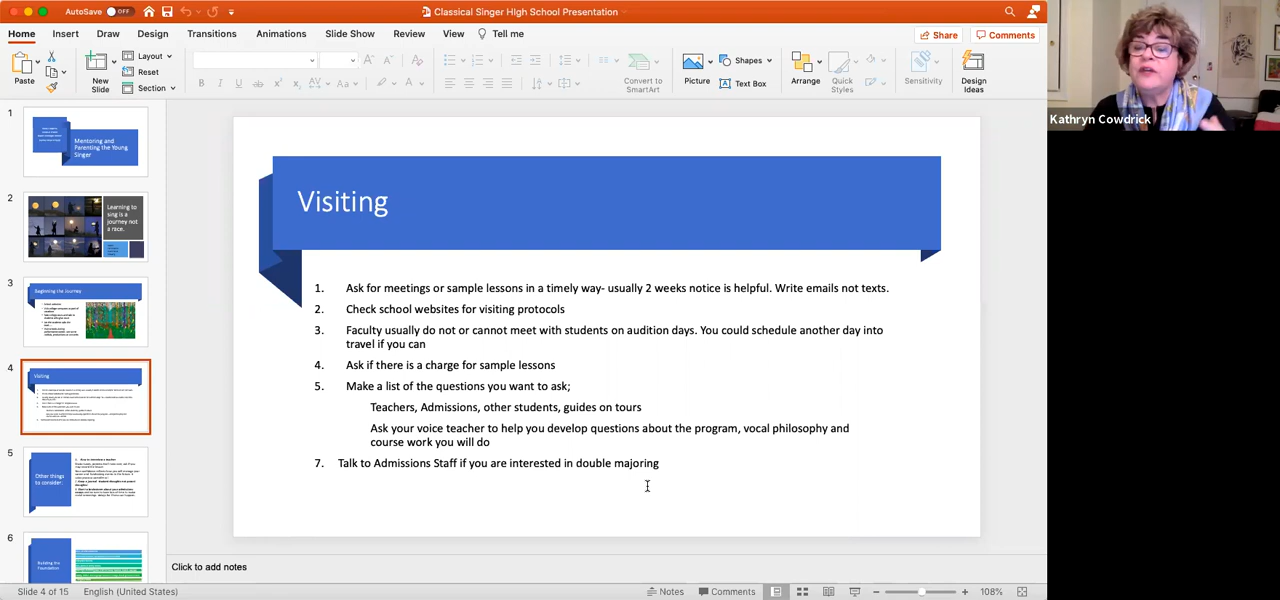 AutoSave OFF
Classical Singer High School Presentation
Home Insert Draw Design Transitions Animations Slide Show Review View Tell me
Share Comments
Paste
New Slide
Layout
Reset
Section
Convert to SmartArt
Picture
Shapes
Text Box
Arrange
Quick Styles
Sensitivity
Design Ideas
Kathryn Cowdrick
1
Mentoring and
Parenting the Young
Singer
2
Learning to
sing is a
journey not
a race.
3
Beginning the Journey
4
Visiting
5
Other things
to consider:
6
Building the
Foundation
Visiting
1. Ask for meetings or sample lessons in a timely way- usually 2 weeks notice is helpful. Write emails not texts.
2. Check school websites for visiting protocols
3. Faculty usually do not or cannot meet with students on audition days. You could schedule another day into
travel if you can
4. Ask if there is a charge for sample lessons
5. Make a list of the questions you want to ask;
Teachers, Admissions, other students, guides on tours
Ask your voice teacher to help you develop questions about the program, vocal philosophy and
course work you will do
7. Talk to Admissions Staff if you are interested in double majoring
Click to add notes
Slide 4 of 15 English (United States)
Notes Comments 108%